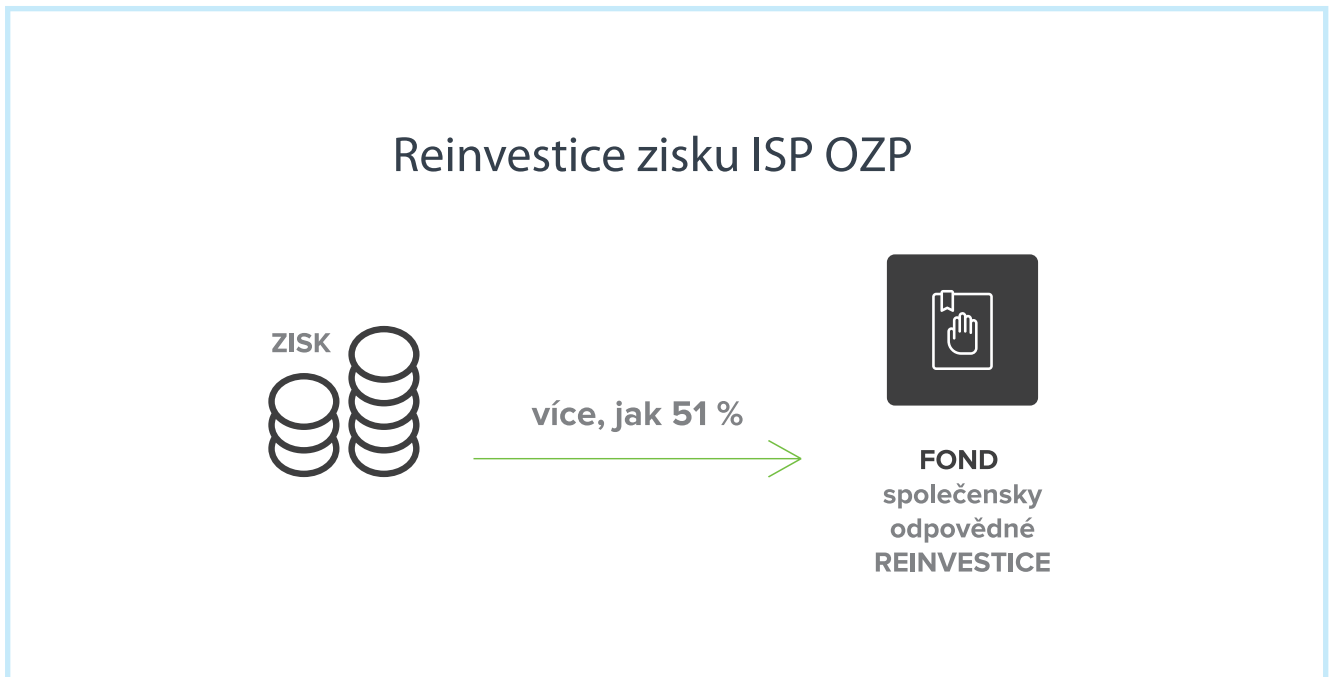 Reinvestice zisku ISP OZP
ZISK
více, jak 51 %
FOND
společensky
odpovědné
REINVESTICE